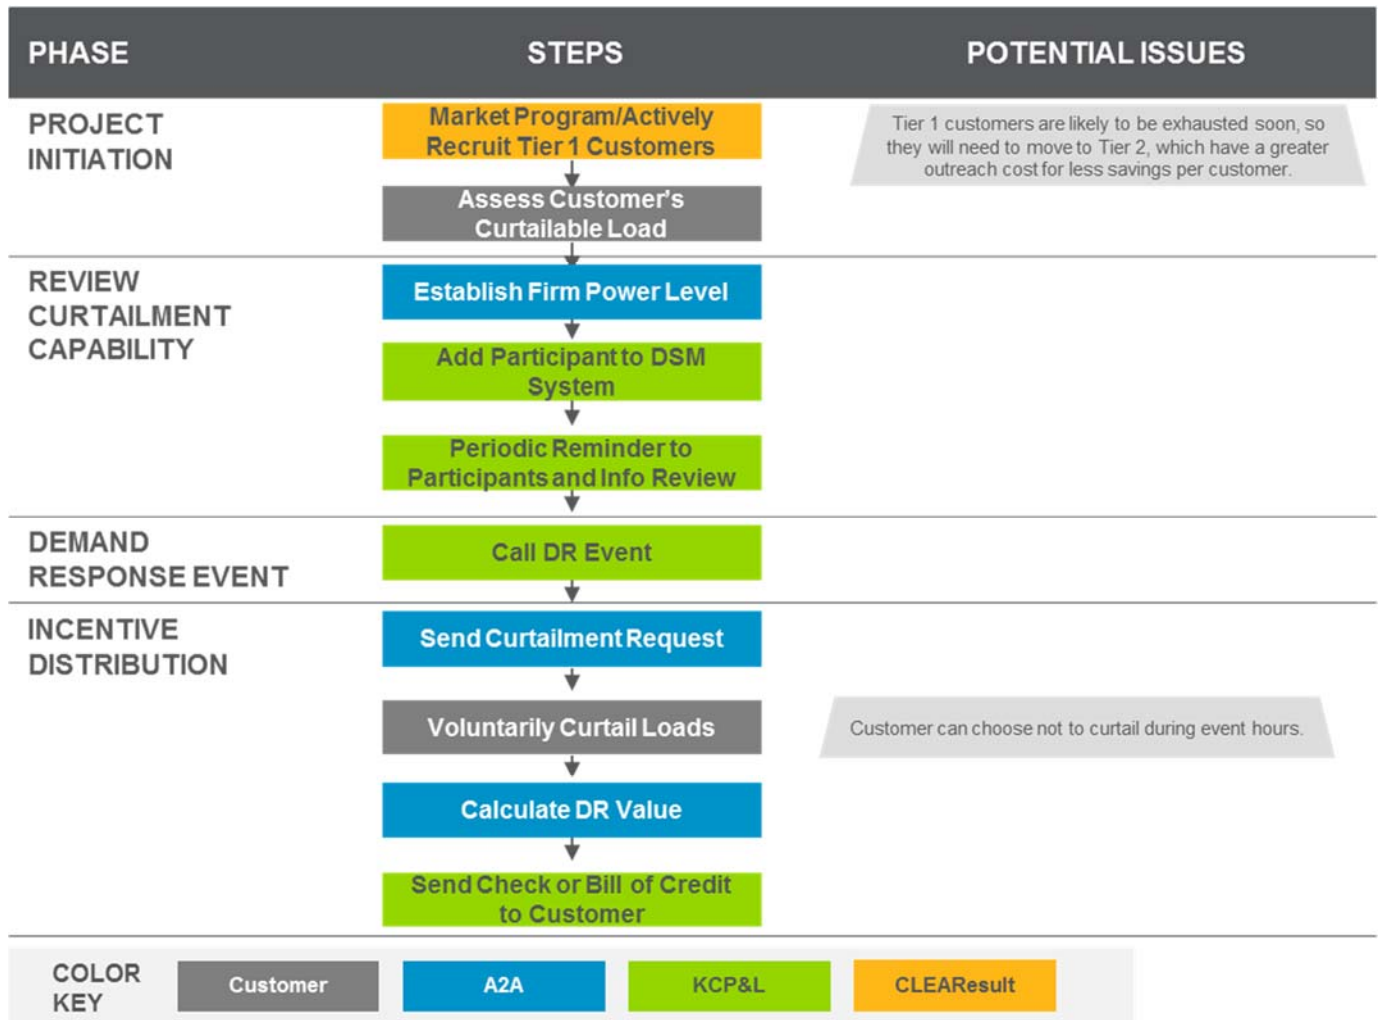 PHASE
STEPS
POTENTIAL ISSUES
PROJECT
INITIATION
Market Program/Actively
Recruit Tier 1 Customers
Tier 1 customers are likely to be exhausted soon, so
they will need to move to Tier 2, which have a greater
outreach cost for less savings per customer.
Assess Customer's
Curtailable Load
REVIEW
CURTAILMENT
CAPABILITY
Establish Firm Power Level
Add Participant to DSM
System
Periodic Reminder to
Participants and Info Review
DEMAND
RESPONSE EVENT
Call DR Event
INCENTIVE
DISTRIBUTION
Send Curtailment Request
Voluntarily Curtail Loads
Customer can choose not to curtail during event hours.
Calculate DR Value
Send Check or Bill of Credit
to Customer
COLOR
KEY
Customer
A2A
KCP&L
CLEAResult